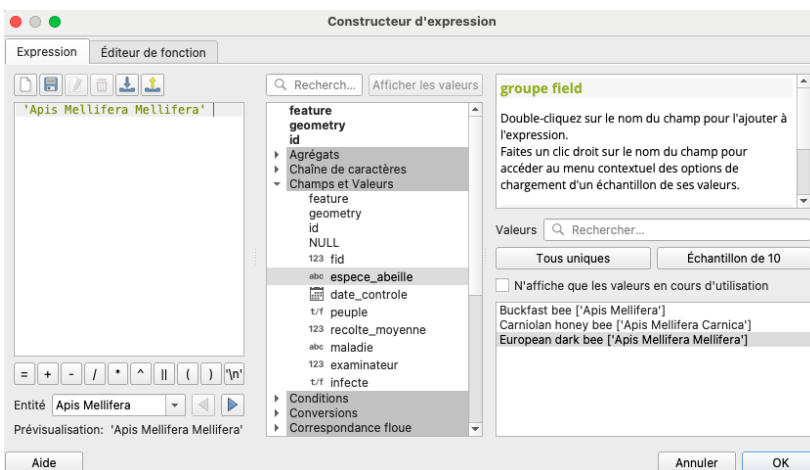 Constructeur d'expression
Expression
Éditeur de fonction
'Apis Mellifera Mellifera'
=
+
-
/
*
^
||
(
)
'\n'
Entité
Apis Mellifera
Prévisualisation: 'Apis Mellifera Mellifera'
Recherch...
Afficher les valeurs
feature
geometry
id
Agrégats
Chaîne de caractères
Champs et Valeurs
feature
geometry
id
NULL
123 fid
abc espece_abeille
date_controle
t/f peuple
123 recolte_moyenne
abc maladie
123 examinateur
t/f infecte
Conditions
Conversions
Correspondance floue
groupe field
Double-cliquez sur le nom du champ pour l'ajouter à
l'expression.
Faites un clic droit sur le nom du champ pour
accéder au menu contextuel des options de
chargement d'un échantillon de ses valeurs.
Valeurs
Rechercher...
Tous uniques
Échantillon de 10
N'affiche que les valeurs en cours d'utilisation
Buckfast bee ['Apis Mellifera']
Carniolan honey bee ['Apis Mellifera Carnica']
European dark bee ['Apis Mellifera Mellifera']
Aide
Annuler
OK